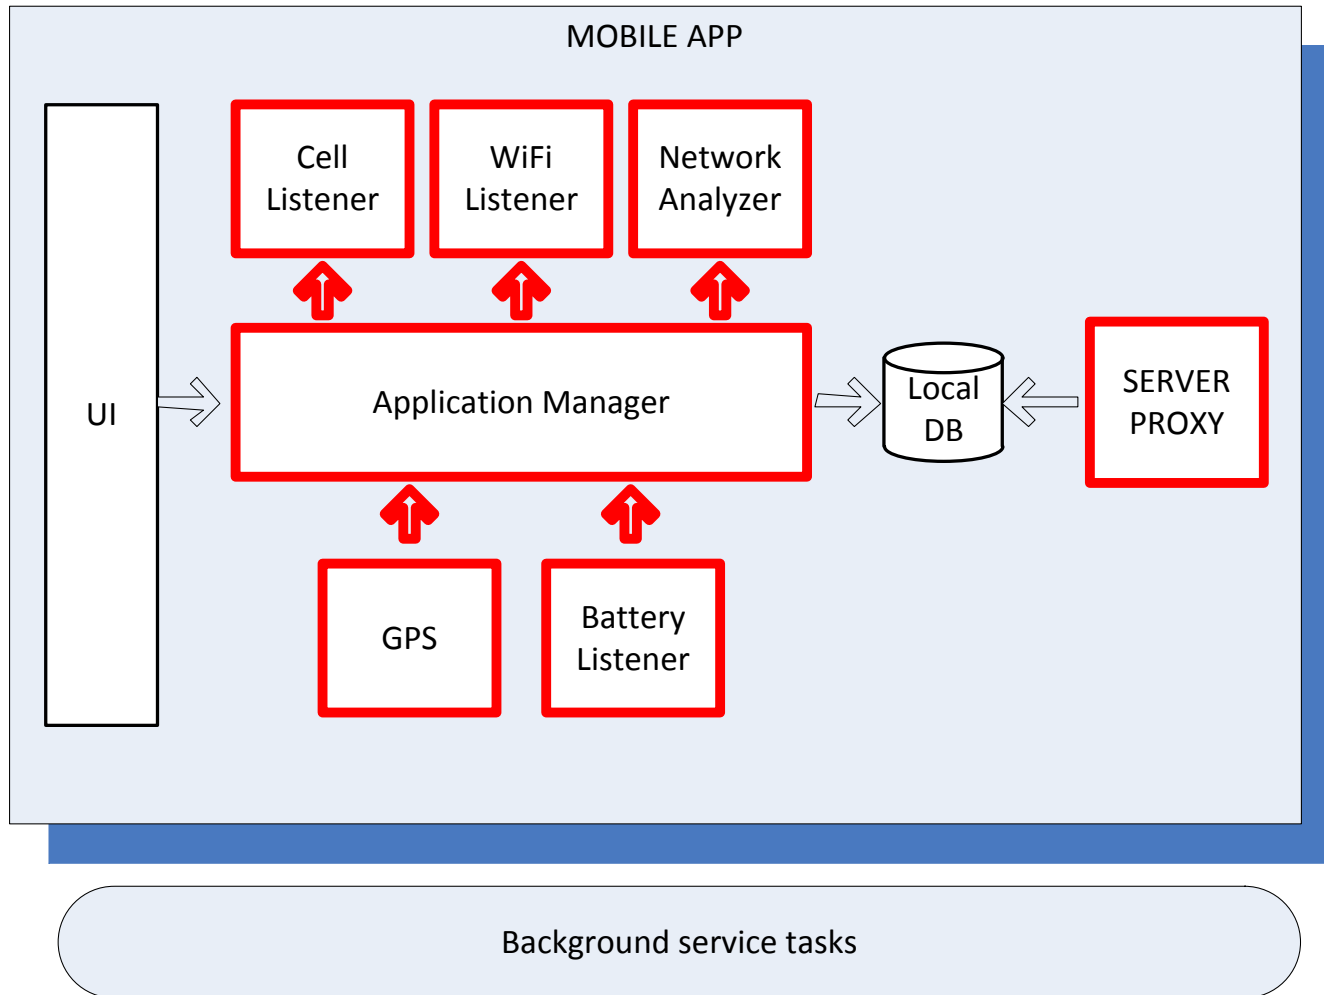 MOBILE APP
Cell
Listener
WiFi
Listener
Network
Analyzer
UI
Application Manager
Local
DB
SERVER
PROXY
GPS
Battery
Listener
Background service tasks